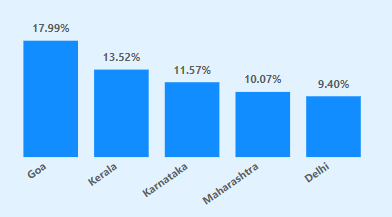 17.99%
13.52%
11.57%
10.07%
9.40%
Goa
Kerala
Karnataka
Maharashtra
Delhi